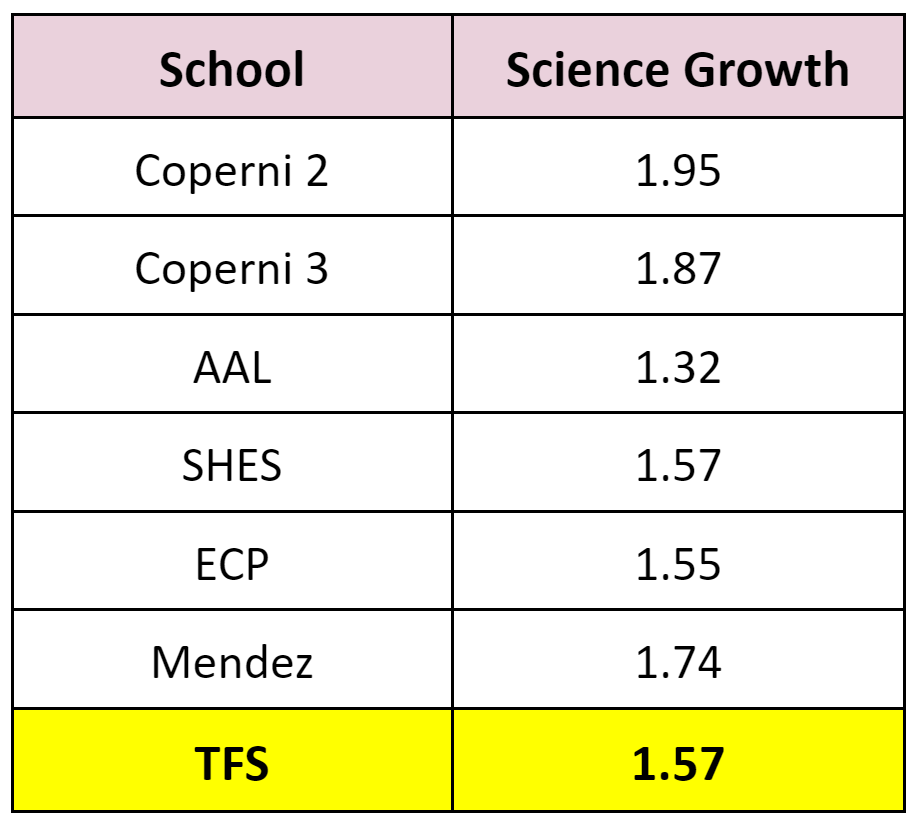 School Science Growth
Coperni 2 1.95
Coperni 3 1.87
AAL 1.32
SHES 1.57
ECP 1.55
Mendez 1.74
TFS 1.57